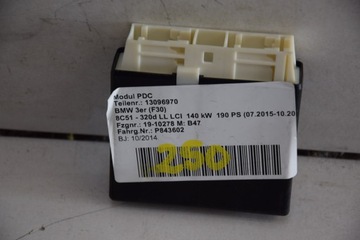 Modul PDC
Teilenr.: 13096970
BMW 3er (F30)
8C51 - 320d LL LCI 140 kW 190 PS (07.2015-10.20
Fzgnr.: 19-10278 M: B47
Fahrg.Nr.: P843602
BJ: 10/2014
250